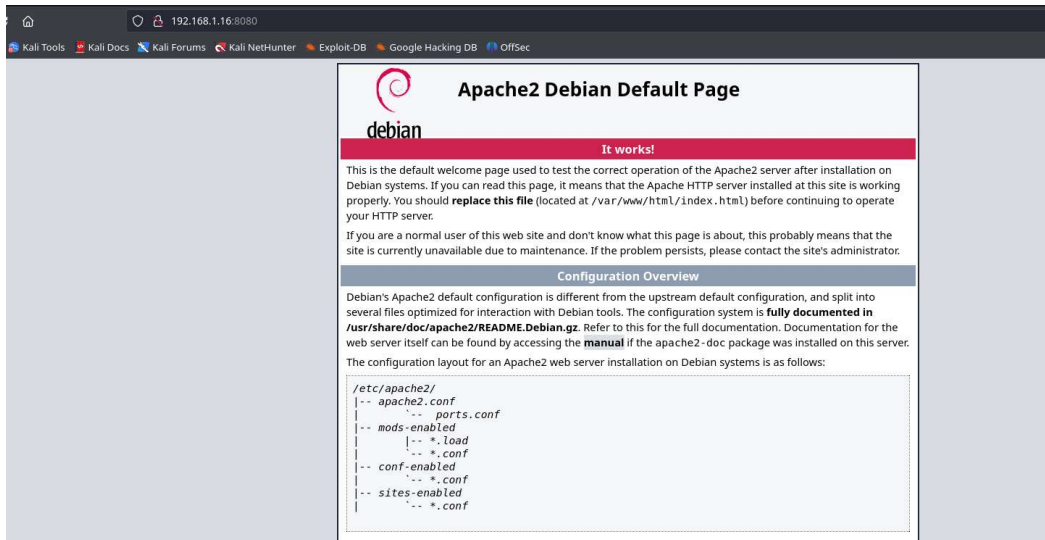 192.168.1.16:8080
Kali Tools Kali Docs Kali Forums Kali NetHunter Exploit-DB Google Hacking DB OffSec
debian
Apache2 Debian Default Page
It works!
This is the default welcome page used to test the correct operation of the Apache2 server after installation on
Debian systems. If you can read this page, it means that the Apache HTTP server installed at this site is working
properly. You should replace this file (located at /var/www/html/index.html) before continuing to operate
your HTTP server.
If you are a normal user of this web site and don't know what this page is about, this probably means that the
site is currently unavailable due to maintenance. If the problem persists, please contact the site's administrator.
Configuration Overview
Debian's Apache2 default configuration is different from the upstream default configuration, and split into
several files optimized for interaction with Debian tools. The configuration system is fully documented in
/usr/share/doc/apache2/README.Debian.gz. Refer to this for the full documentation. Documentation for the
web server itself can be found by accessing the manual if the apache2-doc package was installed on this server.
The configuration layout for an Apache2 web server installation on Debian systems is as follows:
/etc/apache2/
|-- apache2.conf
|       `--  ports.conf
|-- mods-enabled
|       |-- *.load
|       `-- *.conf
|-- conf-enabled
|       `-- *.conf
|-- sites-enabled
|       `-- *.conf